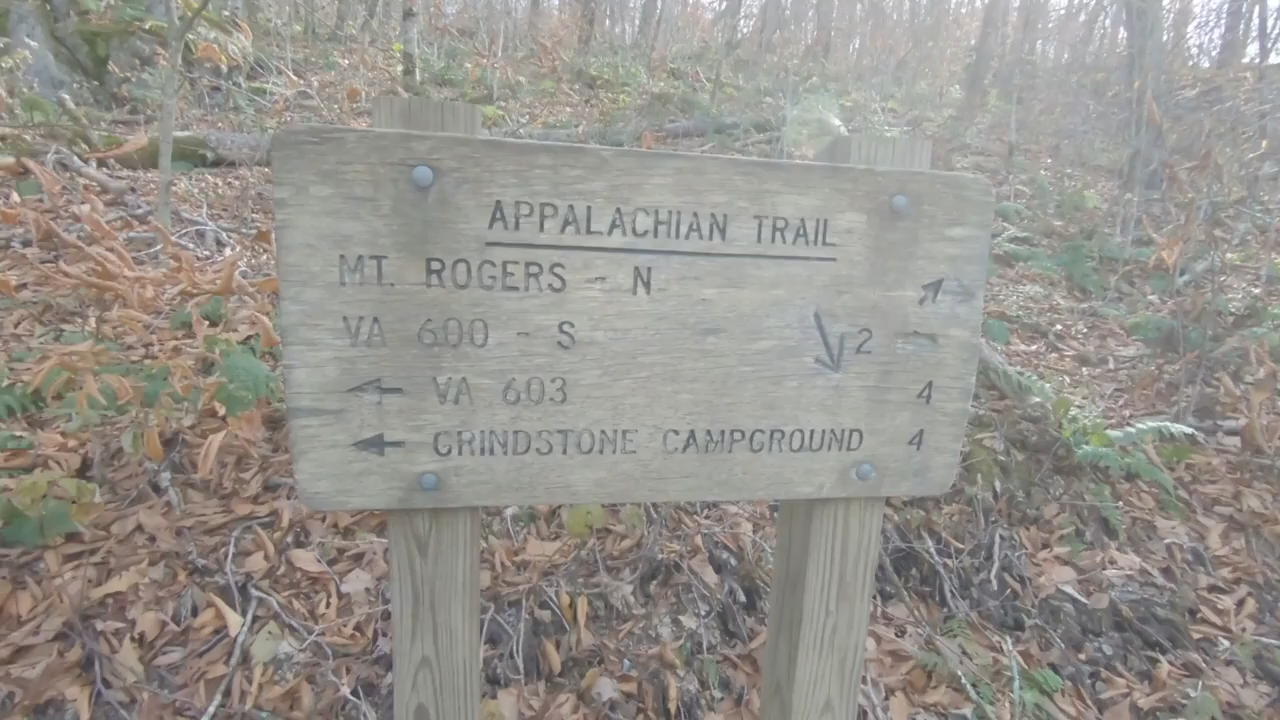 APPALACHIAN TRAIL
MT. ROGERS - N
VA 600 - S 2
VA 603 4
GRINDSTONE CAMPGROUND 4